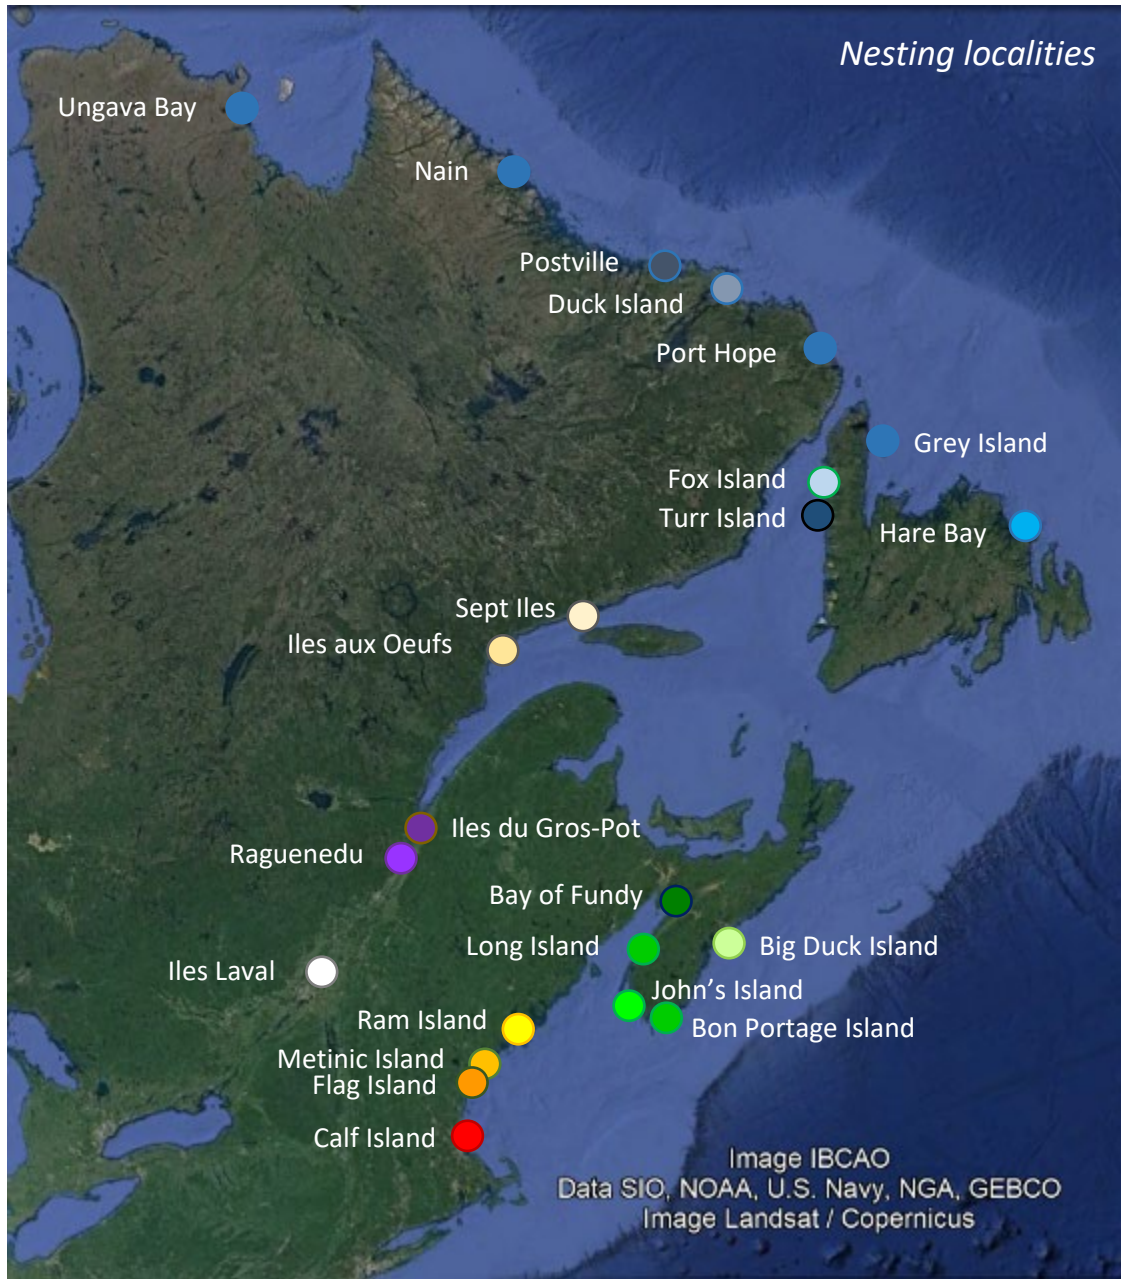 Nesting localities
Ungava Bay
Nain
Postville
Duck Island
Port Hope
Grey Island
Fox Island
Turr Island
Hare Bay
Sept Iles
Iles aux Oeufs
Iles du Gros-Pot
Raguenedu
Bay of Fundy
Long Island
Big Duck Island
Iles Laval
John’s Island
Ram Island
Bon Portage Island
Metinic Island
Flag Island
Calf Island
Image IBCAO
Data SIO, NOAA, U.S. Navy, NGA, GEBCO
Image Landsat / Copernicus